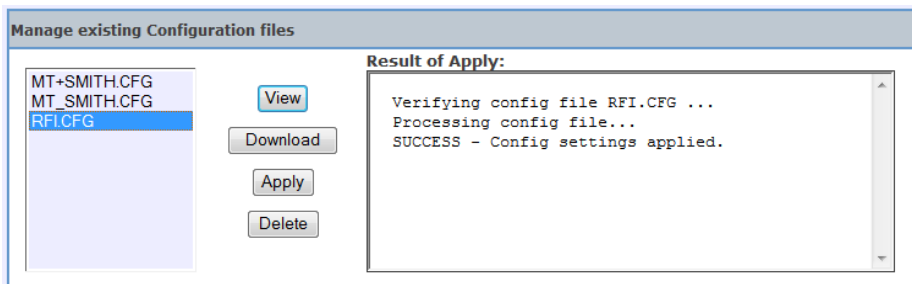 Manage existing Configuration files
MT+SMITH.CFG
MT_SMITH.CFG
RFI.CFG
View
Download
Apply
Delete
Result of Apply:
Verifying config file RFI.CFG ...
Processing config file...
SUCCESS - Config settings applied.